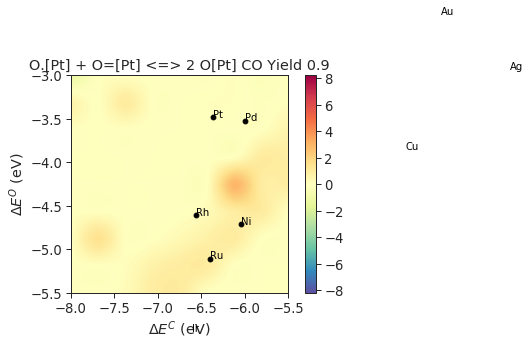 Au
Ag
O.[Pt] + O=[Pt] <=> 2 O[Pt] CO Yield 0.9
−3.0
−3.5
−4.0
−4.5
−5.0
−5.5
ΔE^O (eV)
Pt
Pd
Rh
Ni
Ru
Cu
8
6
4
2
0
−2
−4
−6
−8
−8.0 −7.5 −7.0 −6.5 −6.0 −5.5
ΔE^C (eV)
Ir